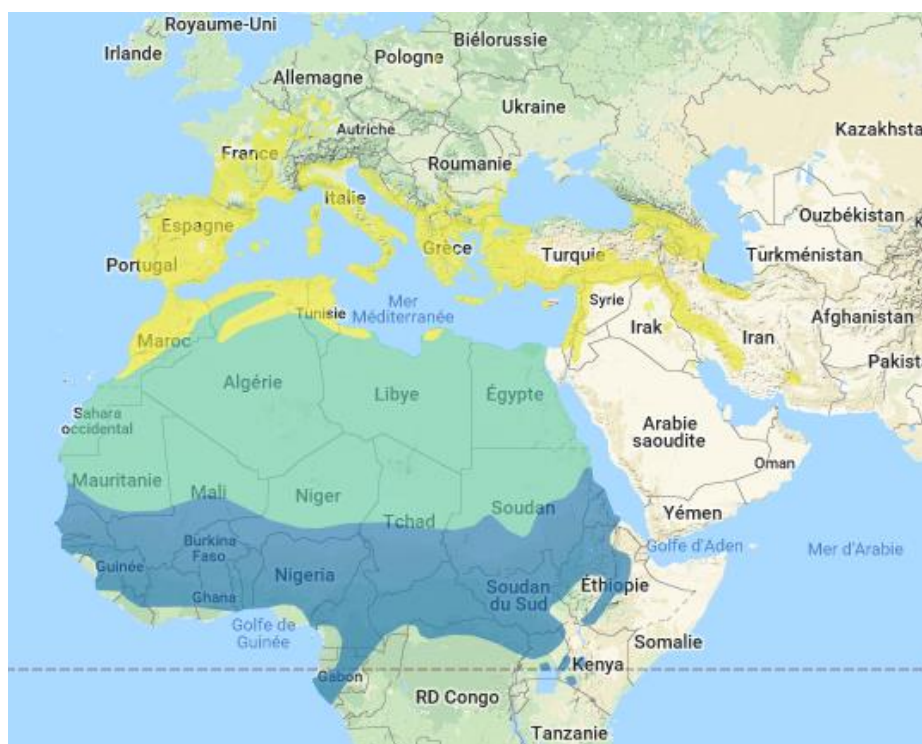 Royaume-Uni
Irlande
Biélorussie
Pologne
Allemagne
Ukraine
Autriche
Kazakhsta
France
Roumanie
Italie
Ouzbékistan
Espagne
Grèce
Turquie
Turkménistan
Portugal
Mer
Méditerranée
Syrie
Tunisie
Afghanistan
Irak
Iran
Maroc
Pakist
Algérie
Libye
Égypte
Sahara
occidental
Arabie
saoudite
Oman
Mauritanie
Mali
Niger
Soudan
Tchad
Yémen
Burkina
Faso
Golfe d'Aden
Mer d'Arabie
Guinée
Nigeria
Éthiopie
Soudan
du Sud
Ghana
Golfe de
Guinée
Somalie
Kenya
Gabon
RD Congo
Tanzanie